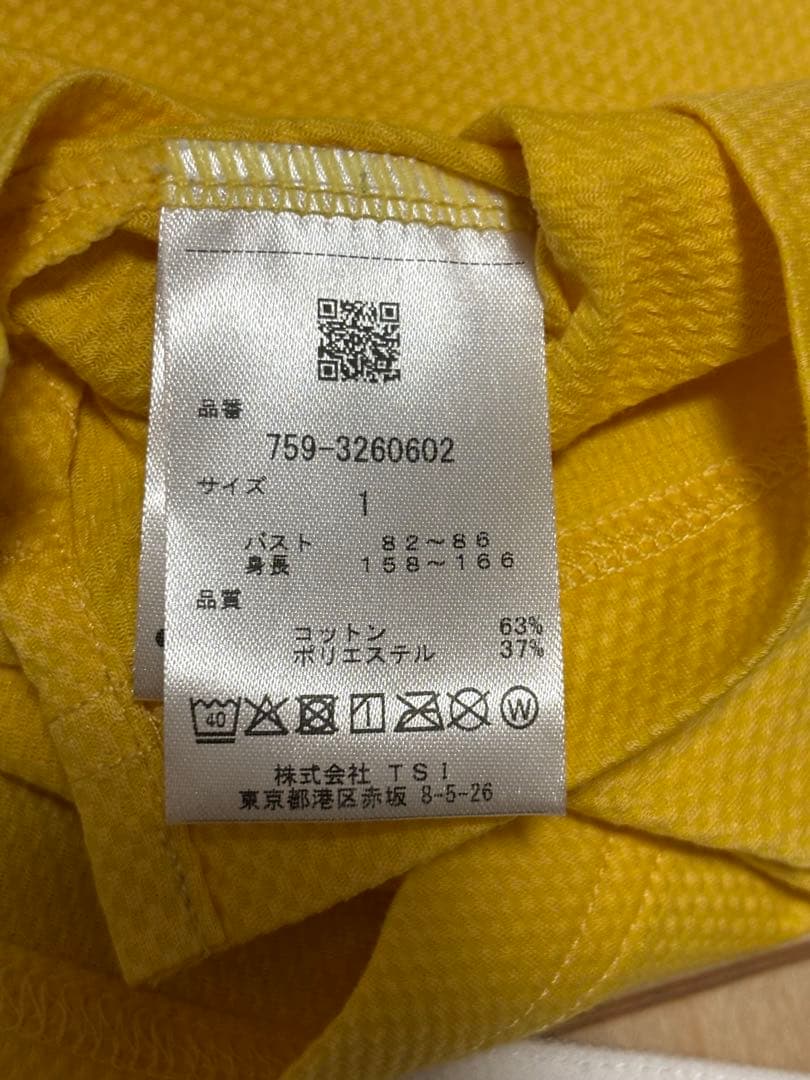 品番
759-3260602
サイズ
1
バスト 82～86
身長 158～166
品質
コットン 63%
ポリエステル 37%
40 W
株式会社 TSI
東京都港区赤坂 8-5-26